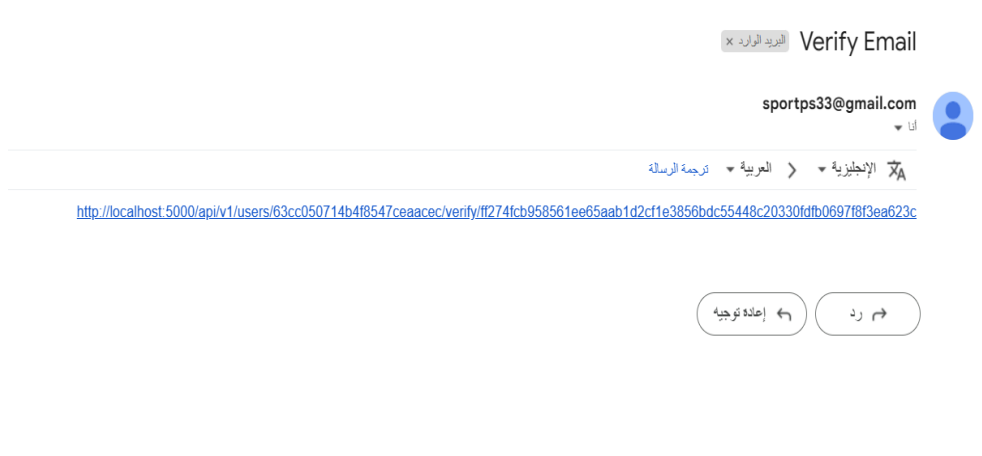 Verify Email البريد الوارد ×
sportps33@gmail.com
أنا
الإنجليزية العربية ترجمة الرسالة
http://localhost:5000/api/v1/users/63cc050714b4f8547ceaacec/verify/ff274fcb958561ee65aab1d2cf1e3856bdc55448c20330fdfb0697f8f3ea623c
رد إعادة توجيه